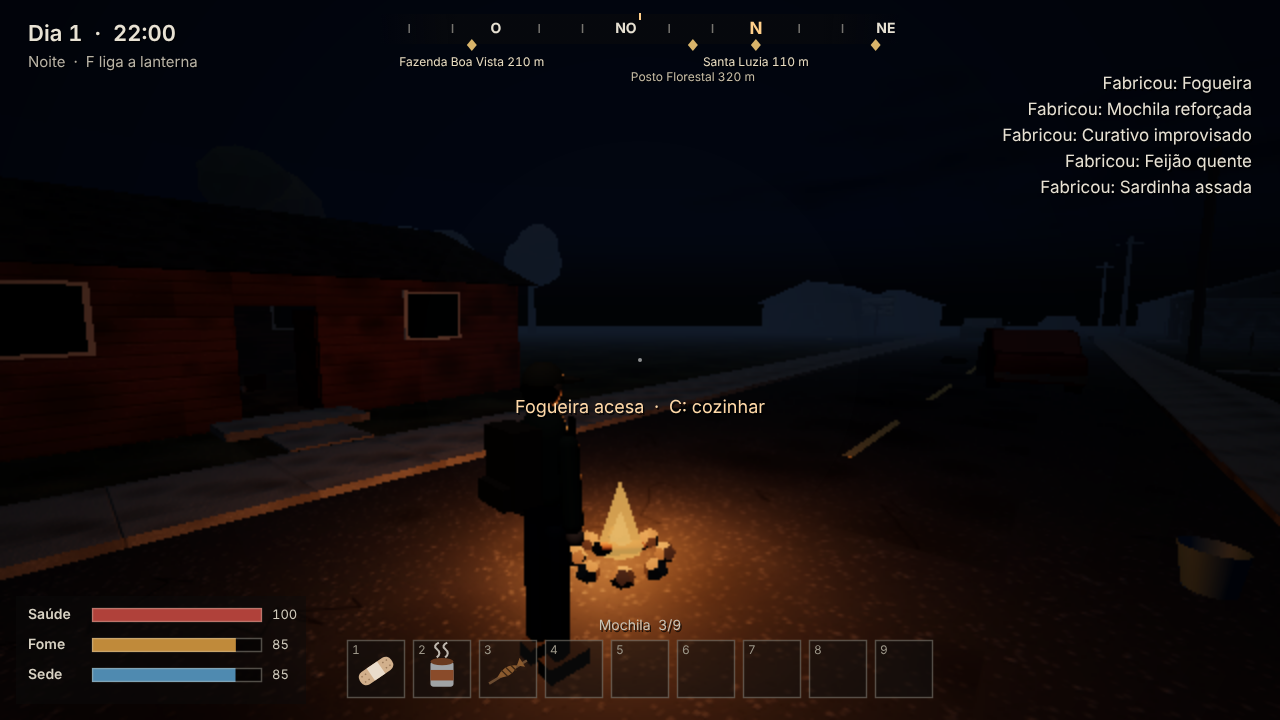 Dia 1 · 22:00
Noite · F liga a lanterna
O NO N NE
Fazenda Boa Vista 210 m
Santa Luzia 110 m
Posto Florestal 320 m
Fabricou: Fogueira
Fabricou: Mochila reforçada
Fabricou: Curativo improvisado
Fabricou: Feijão quente
Fabricou: Sardinha assada
Fogueira acesa · C: cozinhar
Saúde 100
Fome 85
Sede 85
Mochila 3/9
1 2 3 4 5 6 7 8 9